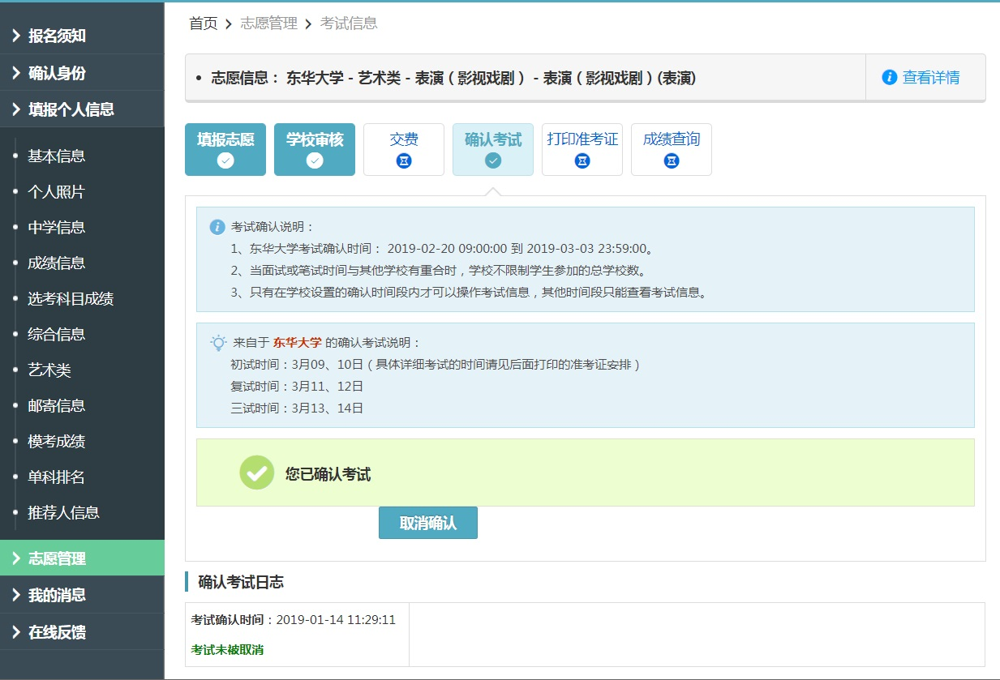 首页 > 志愿管理 > 考试信息
报名须知
确认身份
填报个人信息
基本信息
个人照片
中学信息
成绩信息
选考科目成绩
综合信息
艺术类
邮寄信息
模考成绩
单科排名
推荐人信息
志愿管理
我的消息
在线反馈
• 志愿信息： 东华大学 - 艺术类 - 表演（影视戏剧） - 表演（影视戏剧）(表演)
查看详情
填报志愿
学校审核
交费
确认考试
打印准考证
成绩查询
考试确认说明：
1、东华大学考试确认时间： 2019-02-20 09:00:00 到 2019-03-03 23:59:00。
2、当面试或笔试时间与其他学校有重合时，学校不限制学生参加的总学校数。
3、只有在学校设置的确认时间段内才可以操作考试信息，其他时间段只能查看考试信息。
来自于 东华大学 的确认考试说明：
初试时间：3月09、10日（具体详细考试的时间请见后面打印的准考证安排）
复试时间：3月11、12日
三试时间：3月13、14日
您已确认考试
取消确认
确认考试日志
考试确认时间：2019-01-14 11:29:11
考试未被取消